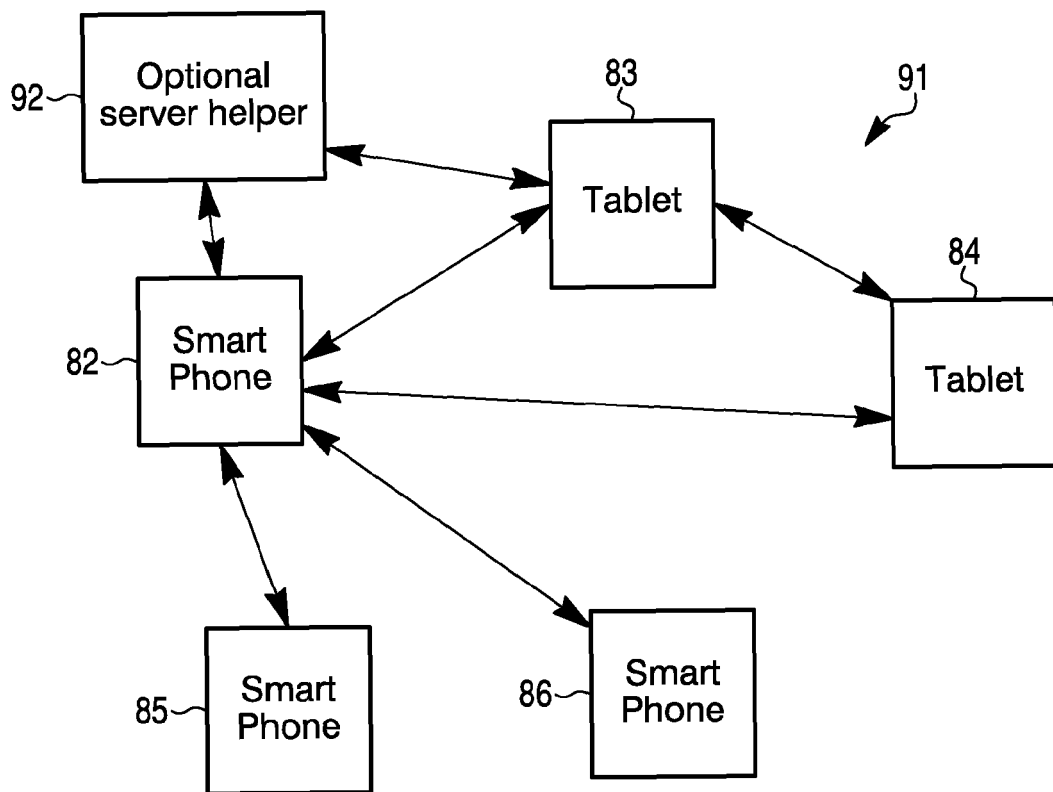 92
Optional
server helper
83
Tablet
91
84
Tablet
82
Smart
Phone
85
Smart
Phone
86
Smart
Phone